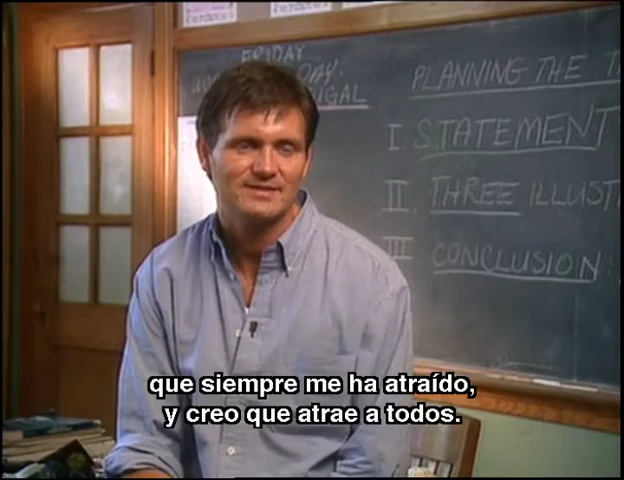 FRIDAY
PLANNING THE
I STATEMENT
II THREE ILLUST
III CONCLUSION:
que siempre me ha atraído,
y creo que atrae a todos.